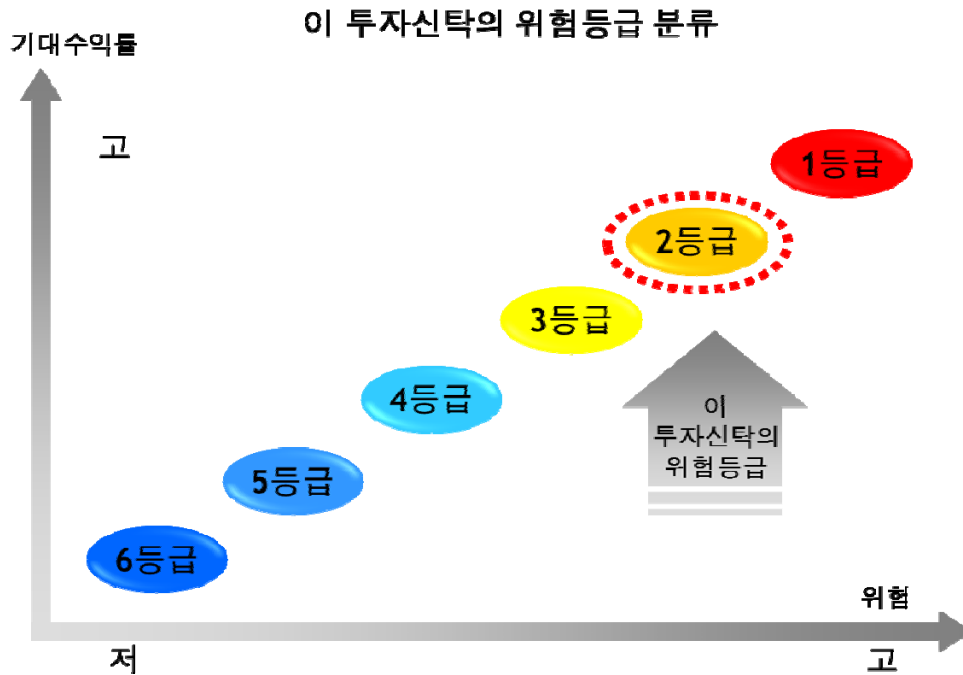 이 투자신탁의 위험등급 분류
기대수익률
고
1등급
2등급
3등급
4등급
5등급
6등급
이
투자신탁의
위험등급
위험
저
고